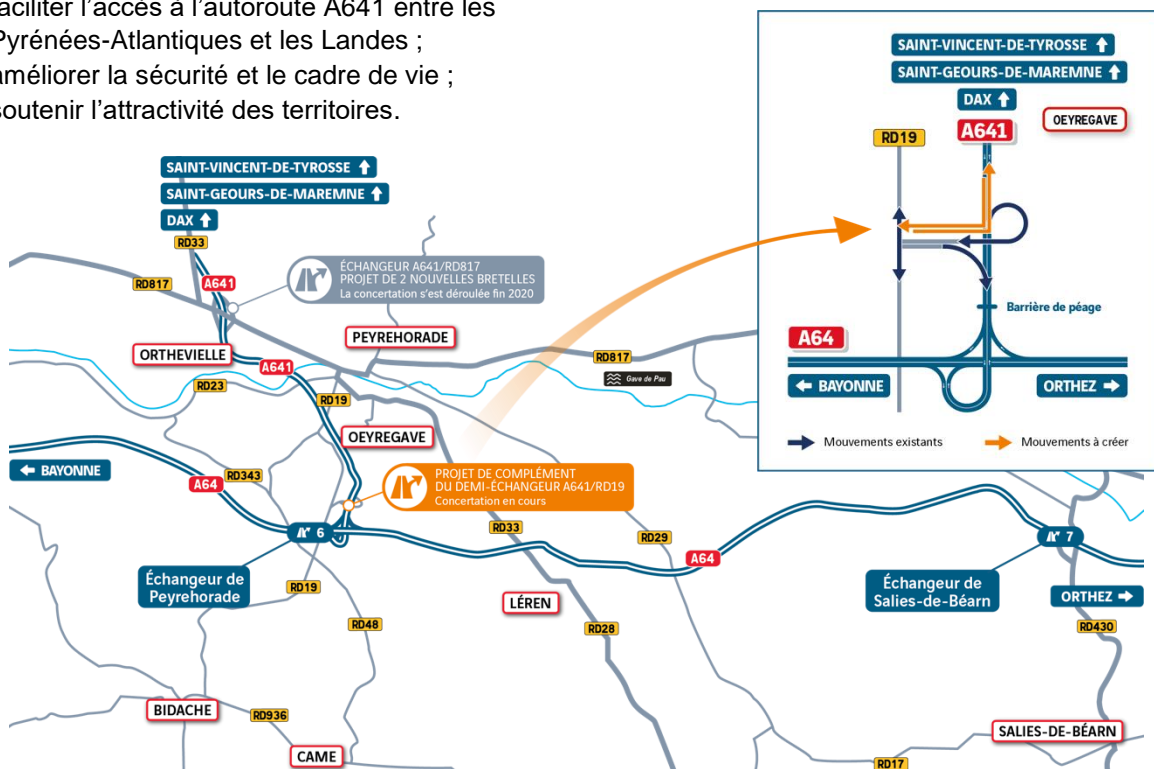 faciliter l'accès à l'autoroute A641 entre les
Pyrénées-Atlantiques et les Landes ;
améliorer la sécurité et le cadre de vie ;
soutenir l'attractivité des territoires.
SAINT-VINCENT-DE-TYROSSE ↑
SAINT-GEOURS-DE-MAREMNE ↑
DAX ↑
OEYREGAVE
RD19
A641
Barrière de péage
A64
← BAYONNE
ORTHEZ →
Mouvements existants
Mouvements à créer
SAINT-VINCENT-DE-TYROSSE ↑
SAINT-GEOURS-DE-MAREMNE ↑
DAX ↑
RD33
RD817
A641
ÉCHANGEUR A641/RD817
PROJET DE 2 NOUVELLES BRETELLES
La concertation s'est déroulée fin 2020
PEYREHORADE
ORTHEVIELLE
A641
RD817
Gave de Pau
RD23
RD19
OEYREGAVE
← BAYONNE
A64
RD343
PROJET DE COMPLÉMENT
DU DEMI-ÉCHANGEUR A641/RD19
Concertation en cours
6
RD33
RD29
A64
7
Échangeur de
Peyrehorade
RD19
Échangeur de
Salies-de-Béarn
ORTHEZ →
LÉREN
RD48
RD28
RD430
BIDACHE
RD936
CAME
SALIES-DE-BÉARN
RD17